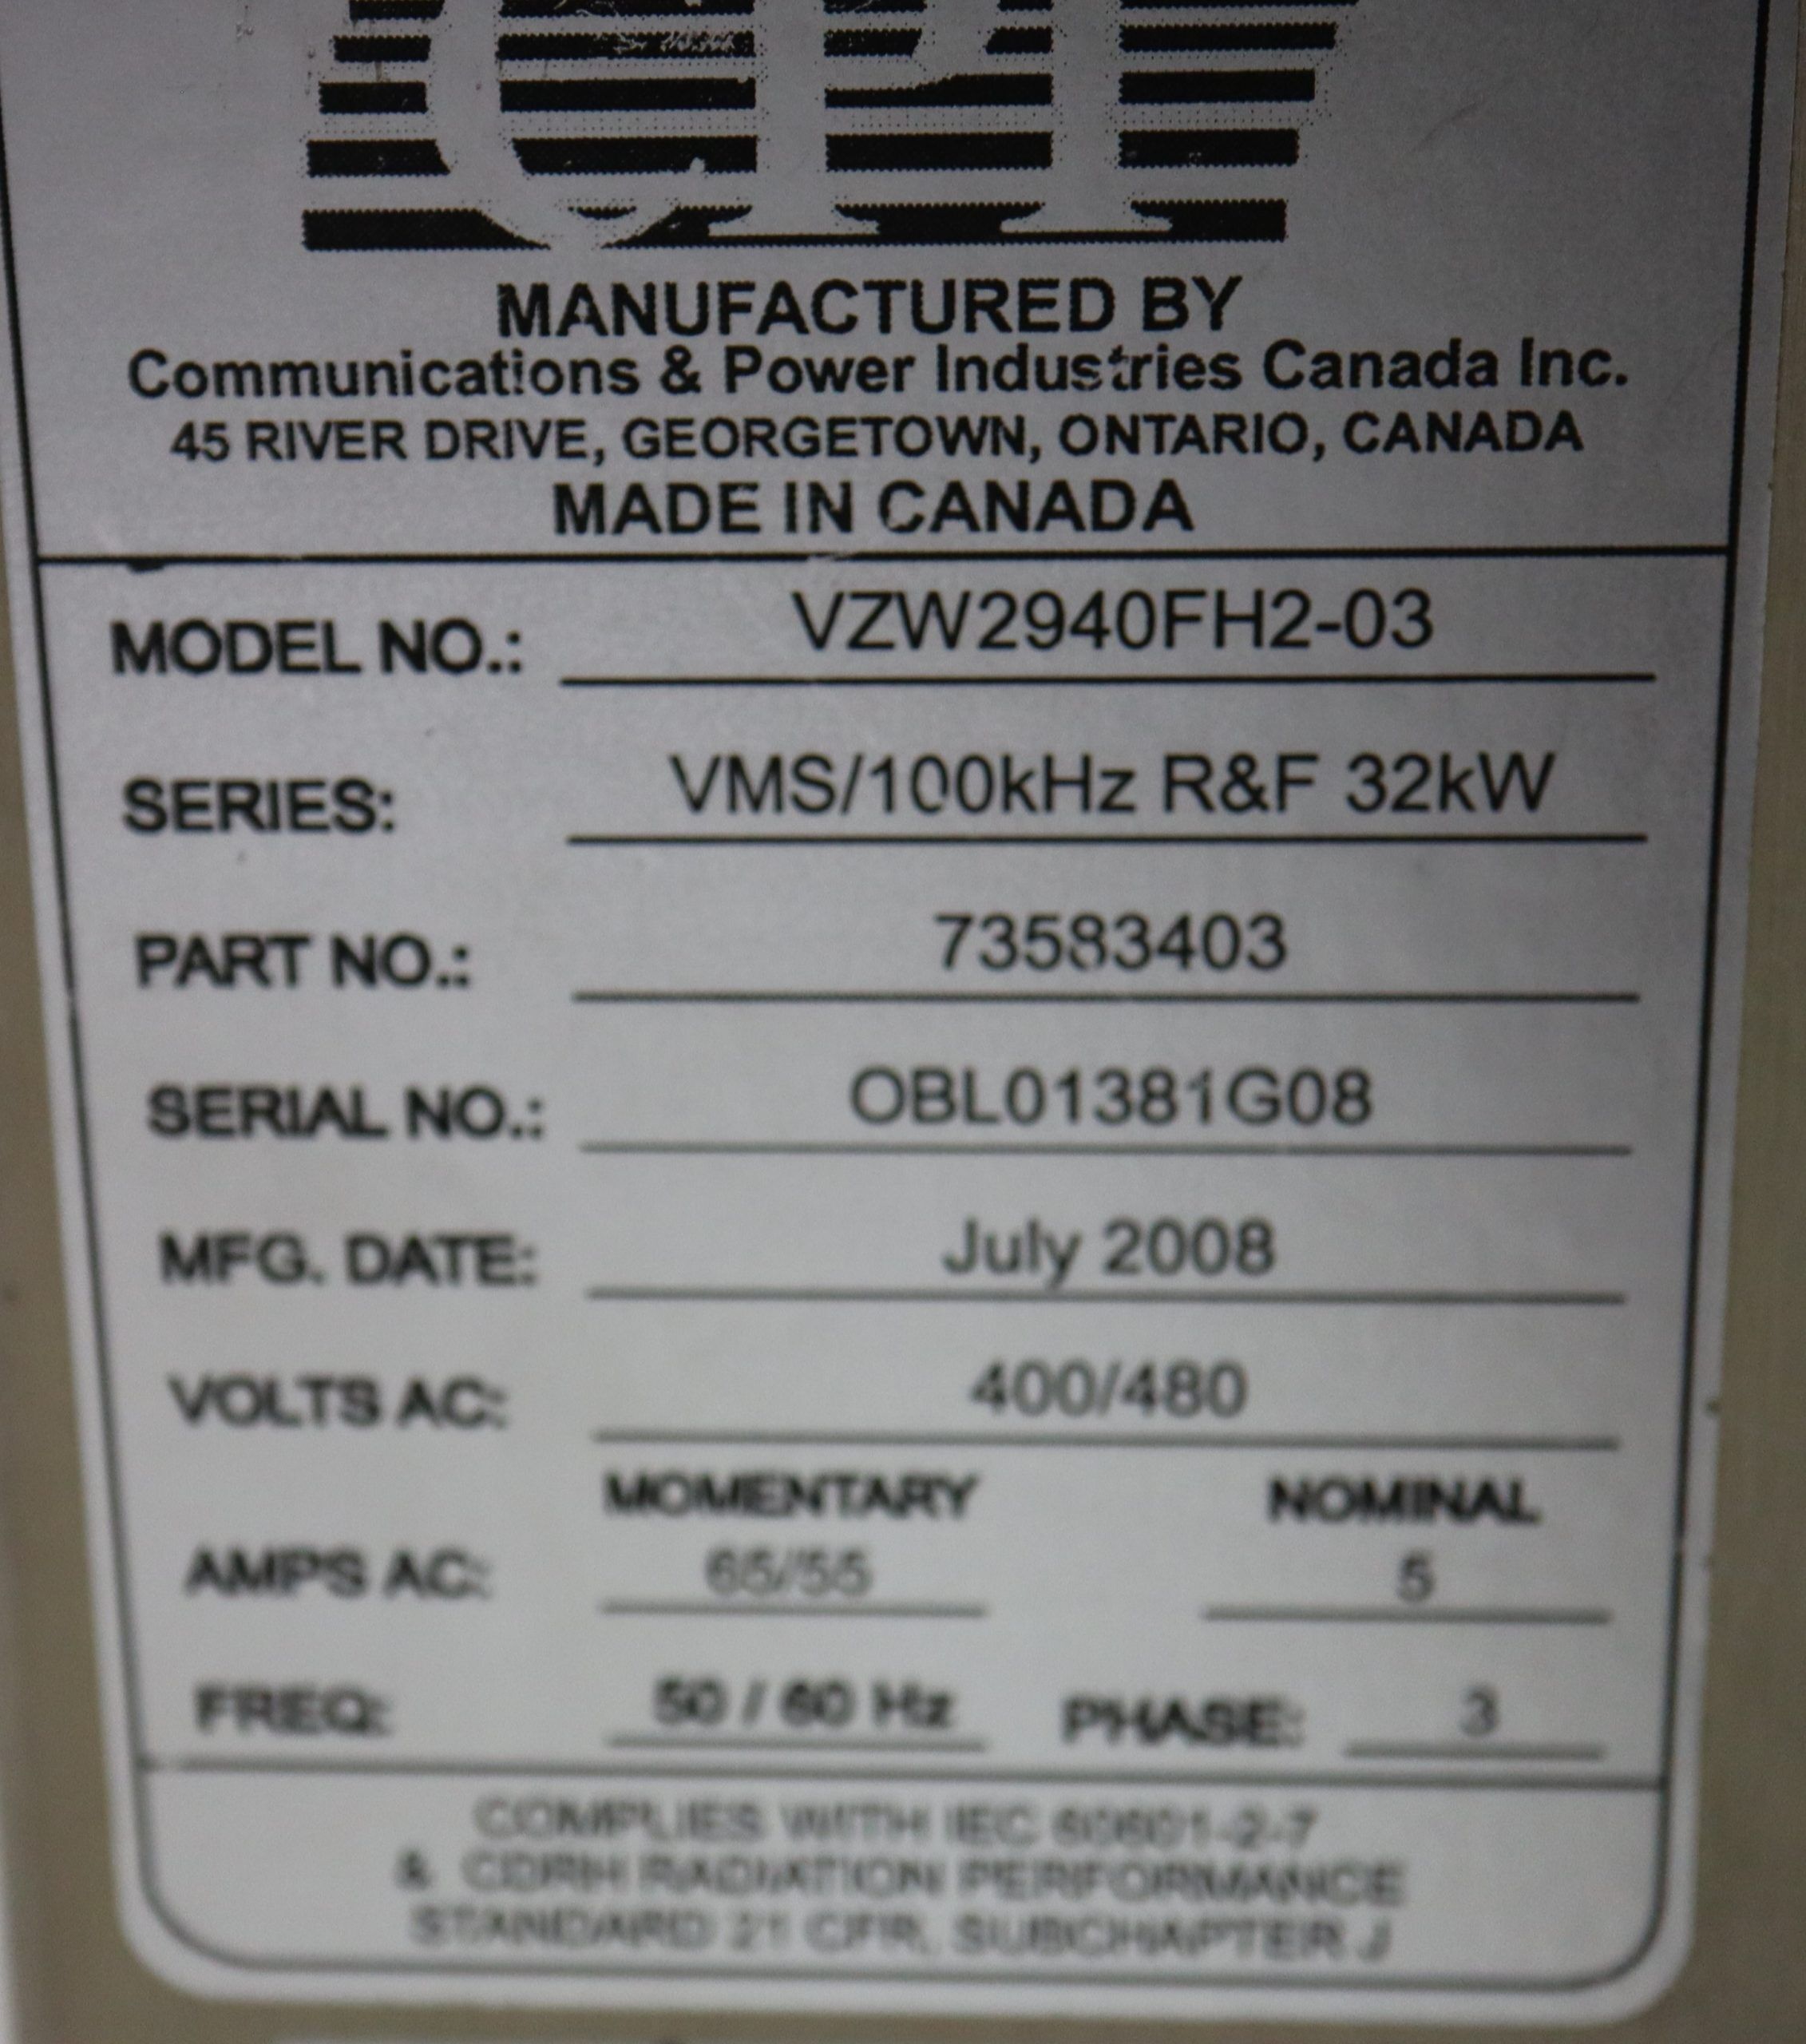 CPI
MANUFACTURED BY
Communications & Power Industries Canada Inc.
45 RIVER DRIVE, GEORGETOWN, ONTARIO, CANADA
MADE IN CANADA
MODEL NO.: VZW2940FH2-03
SERIES: VMS/100kHz R&F 32kW
PART NO.: 73583403
SERIAL NO.: OBL01381G08
MFG. DATE: July 2008
VOLTS AC: 400/480
MOMENTARY NOMINAL
AMPS AC: 65/55 5
FREQ: 50 / 60 Hz PHASE: 3
COMPLIES WITH IEC 60601-2-7
& CDRH RADIATION PERFORMANCE
STANDARD 21 CFR, SUBCHAPTER J